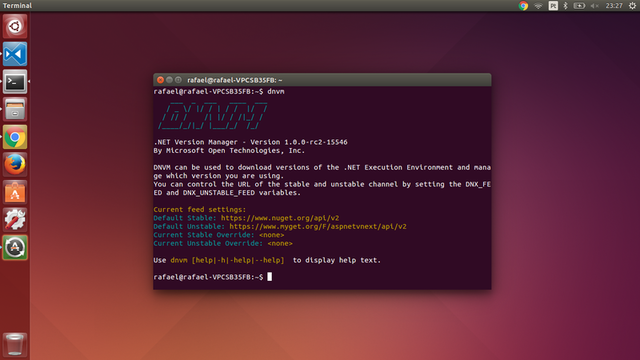 Terminal
Pt
23:27
rafael@rafael-VPCSB35FB: ~
rafael@rafael-VPCSB35FB:~$ dnvm
.NET Version Manager - Version 1.0.0-rc2-15546
By Microsoft Open Technologies, Inc.
DNVM can be used to download versions of the .NET Execution Environment and mana
ge which version you are using.
You can control the URL of the stable and unstable channel by setting the DNX_FE
ED and DNX_UNSTABLE_FEED variables.
Current feed settings:
Default Stable: https://www.nuget.org/api/v2
Default Unstable: https://www.myget.org/F/aspnetvnext/api/v2
Current Stable Override: <none>
Current Unstable Override: <none>
Use dnvm [help|-h|-help|--help]  to display help text.
rafael@rafael-VPCSB35FB:~$